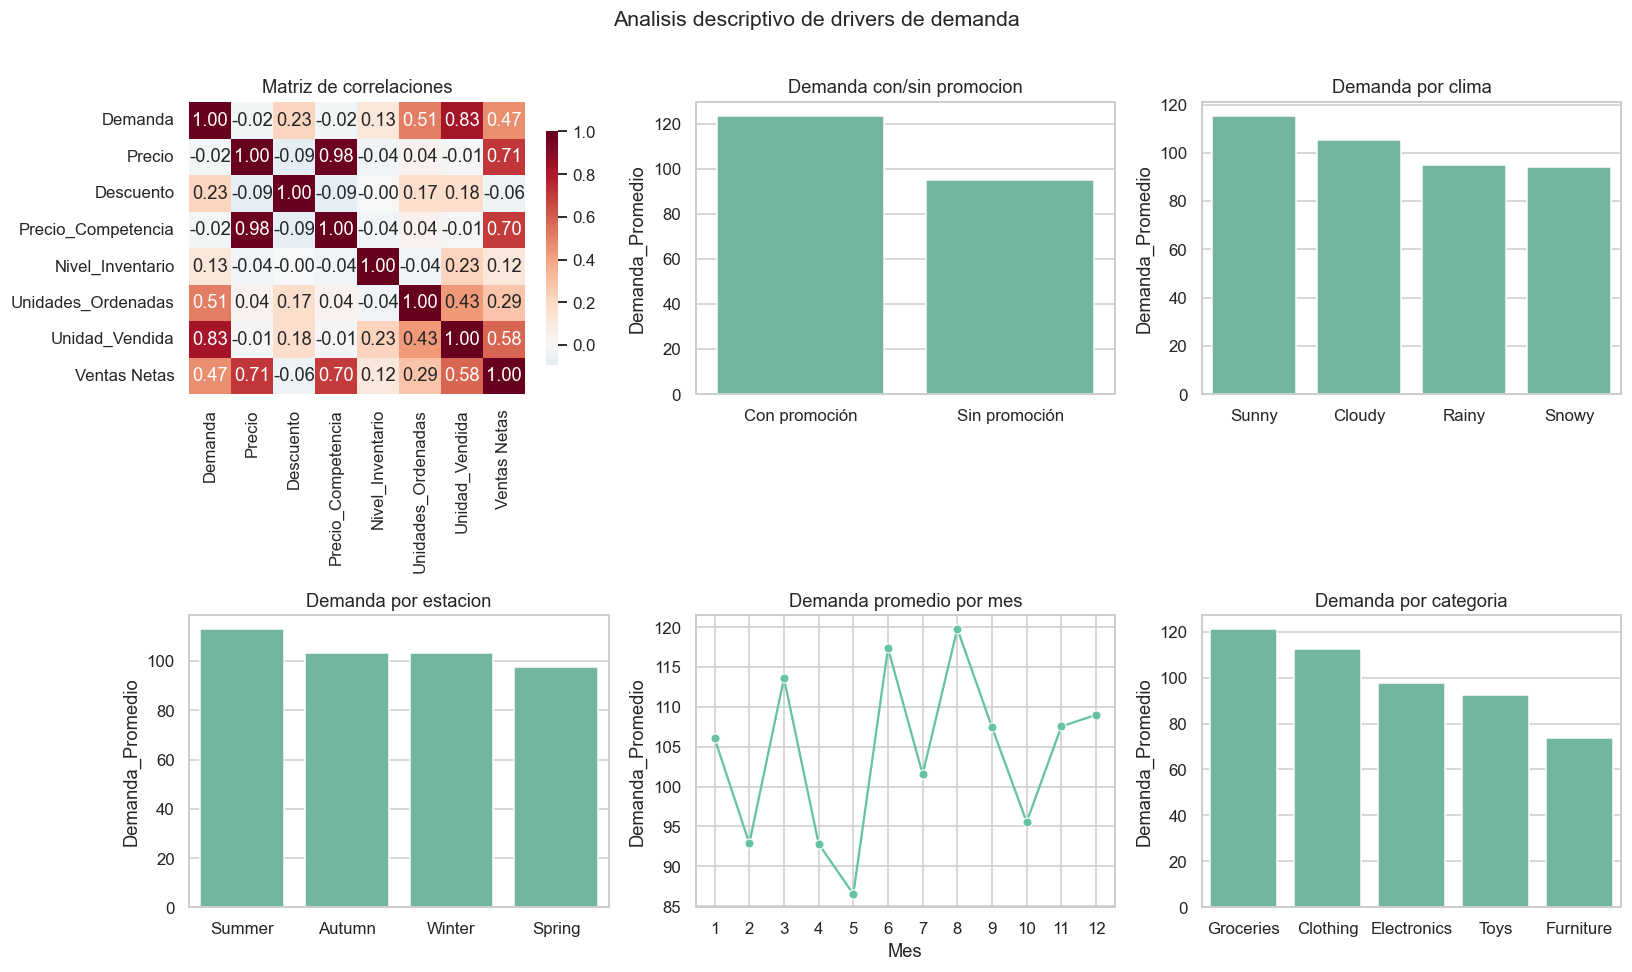 Analisis descriptivo de drivers de demanda
Matriz de correlaciones
Demanda 1.00 -0.02 0.23 -0.02 0.13 0.51 0.83 0.47
Precio -0.02 1.00 -0.09 0.98 -0.04 0.04 -0.01 0.71
Descuento 0.23 -0.09 1.00 -0.09 -0.00 0.17 0.18 -0.06
Precio_Competencia -0.02 0.98 -0.09 1.00 -0.04 0.04 -0.01 0.70
Nivel_Inventario 0.13 -0.04 -0.00 -0.04 1.00 -0.04 0.23 0.12
Unidades_Ordenadas 0.51 0.04 0.17 0.04 -0.04 1.00 0.43 0.29
Unidad_Vendida 0.83 -0.01 0.18 -0.01 0.23 0.43 1.00 0.58
Ventas Netas 0.47 0.71 -0.06 0.70 0.12 0.29 0.58 1.00
Demanda
Precio
Descuento
Precio_Competencia
Nivel_Inventario
Unidades_Ordenadas
Unidad_Vendida
Ventas Netas
1.0
0.8
0.6
0.4
0.2
0.0
Demanda con/sin promocion
Demanda_Promedio
120
100
80
60
40
20
0
Con promoción Sin promoción
Demanda por clima
Demanda_Promedio
120
100
80
60
40
20
0
Sunny Cloudy Rainy Snowy
Demanda por estacion
Demanda_Promedio
100
80
60
40
20
0
Summer Autumn Winter Spring
Demanda promedio por mes
Demanda_Promedio
120
115
110
105
100
95
90
85
1 2 3 4 5 6 7 8 9 10 11 12
Mes
Demanda por categoria
Demanda_Promedio
120
100
80
60
40
20
0
Groceries Clothing Electronics Toys Furniture